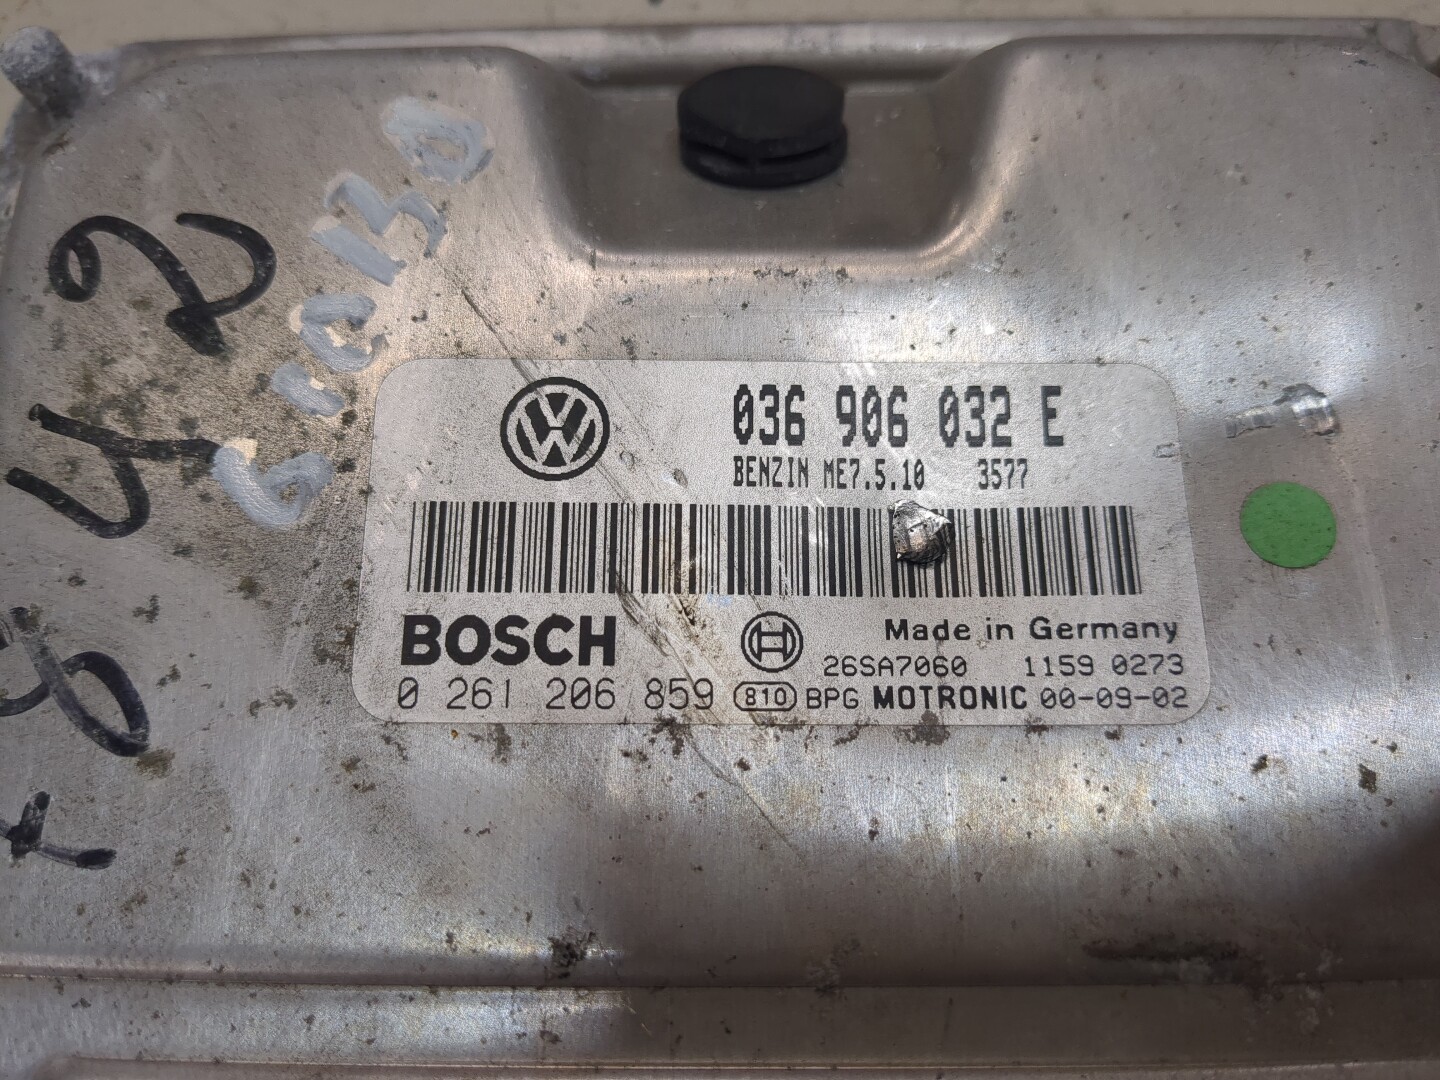 036 906 032 E
BENZIN ME7.5.10 3577
BOSCH
Made in Germany
26SA7060 1159 0273
0 261 206 859 810 BPG MOTRONIC 00-09-02